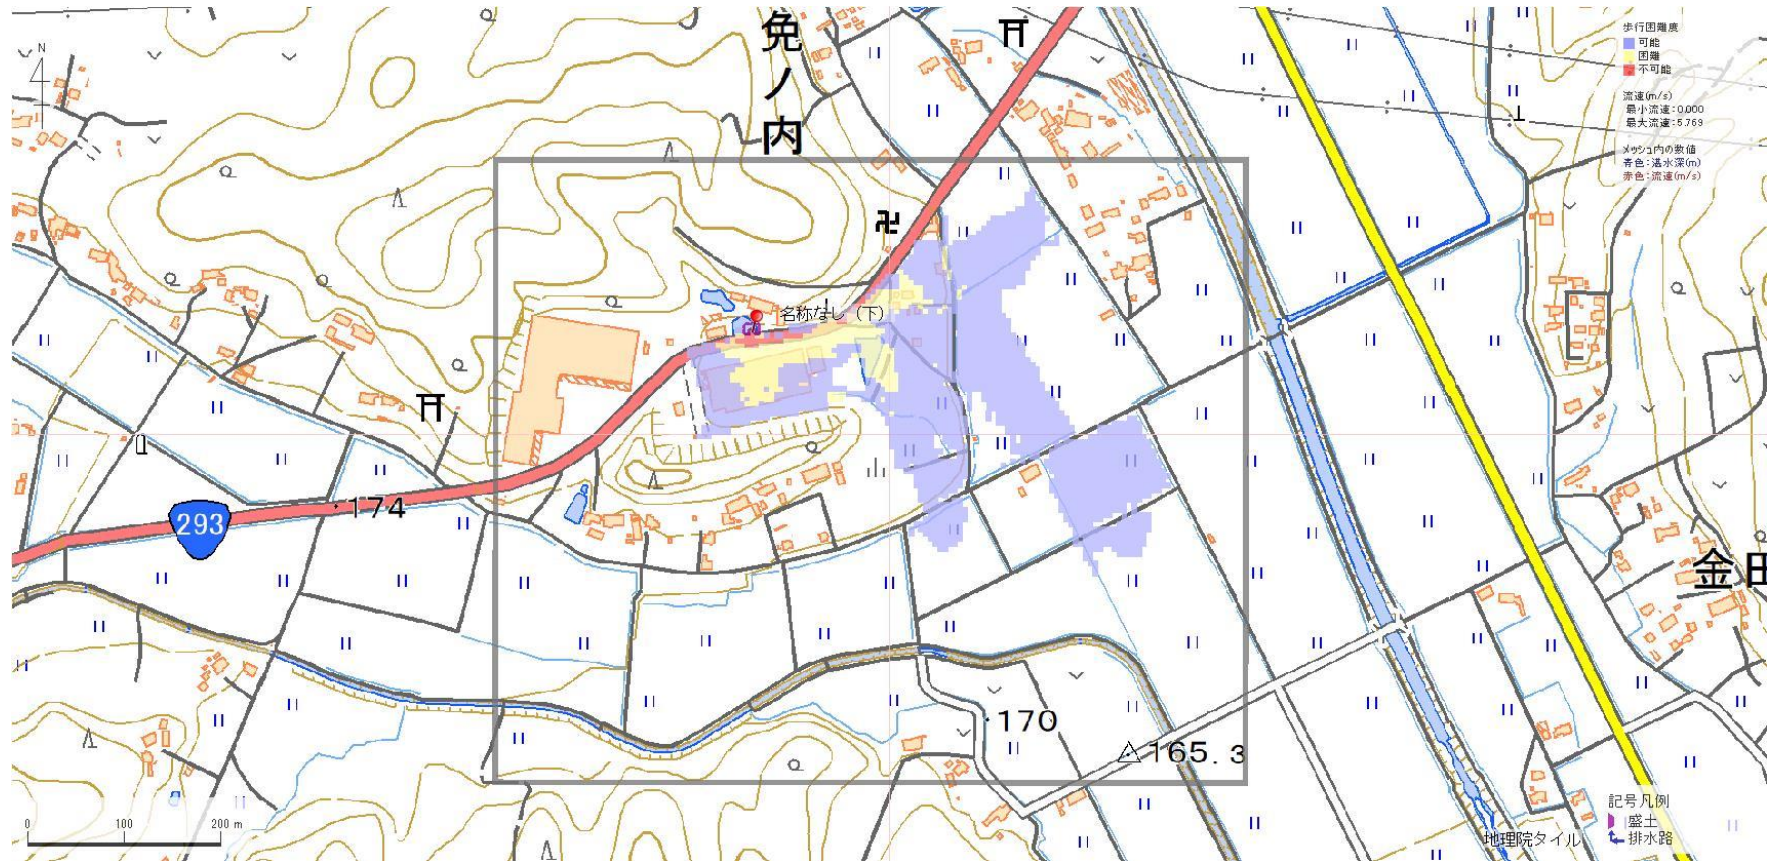 免ノ内
N
歩行困難度
可能
困難
不可能
流速(m/s)
最小流速:0.000
最大流速:5.769
メッシュ内の数値
青色:湛水深(m)
赤色:流速(m/s)
名称なし(下)
293
174
金田
170
165.3
0 100 200 m
記号凡例
盛土
排水路
地理院タイル